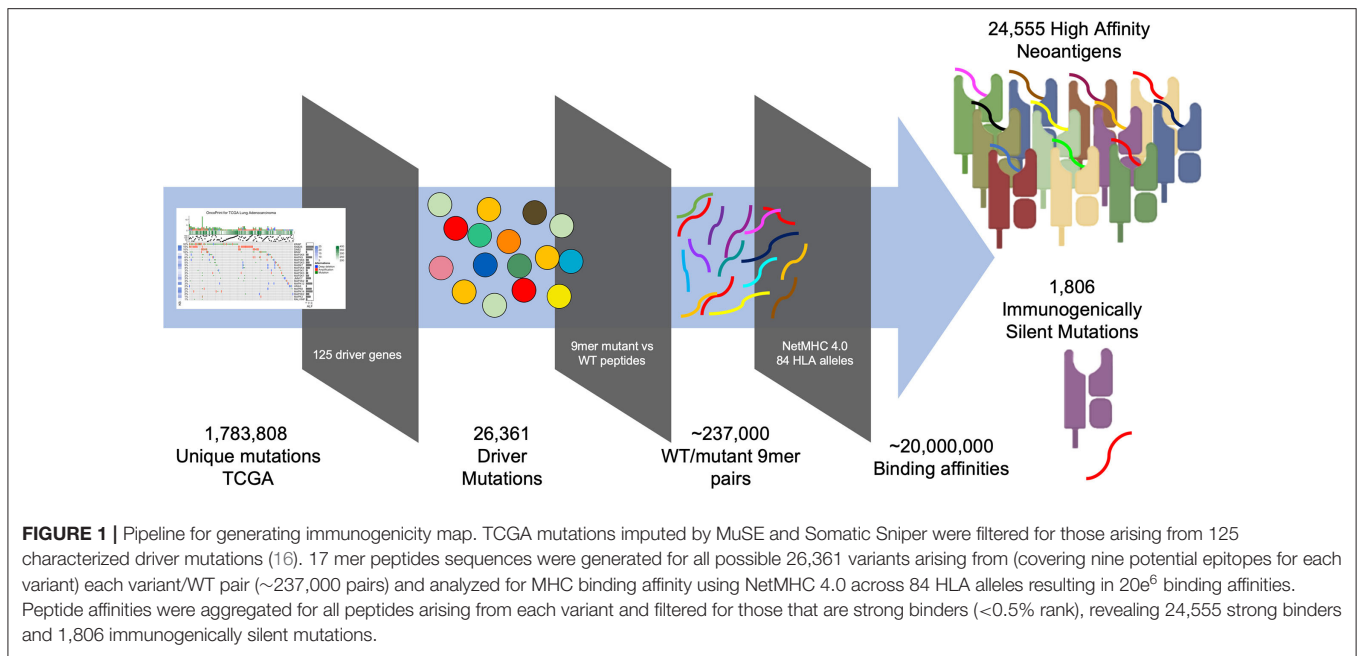 24,555 High Affinity
Neoantigens
OncoPrint for TCGA Lung Adenocarcinoma
125 driver genes
9mer mutant vs
WT peptides
NetMHC 4.0
84 HLA alleles
1,806
Immunogenically
Silent Mutations
1,783,808
Unique mutations
TCGA
26,361
Driver
Mutations
~237,000
WT/mutant 9mer
pairs
~20,000,000
Binding affinities
FIGURE 1 | Pipeline for generating immunogenicity map. TCGA mutations imputed by MuSE and Somatic Sniper were filtered for those arising from 125
characterized driver mutations (16). 17 mer peptides sequences were generated for all possible 26,361 variants arising from (covering nine potential epitopes for each
variant) each variant/WT pair (∼237,000 pairs) and analyzed for MHC binding affinity using NetMHC 4.0 across 84 HLA alleles resulting in 20e⁶ binding affinities.
Peptide affinities were aggregated for all peptides arising from each variant and filtered for those that are strong binders (<0.5% rank), revealing 24,555 strong binders
and 1,806 immunogenically silent mutations.